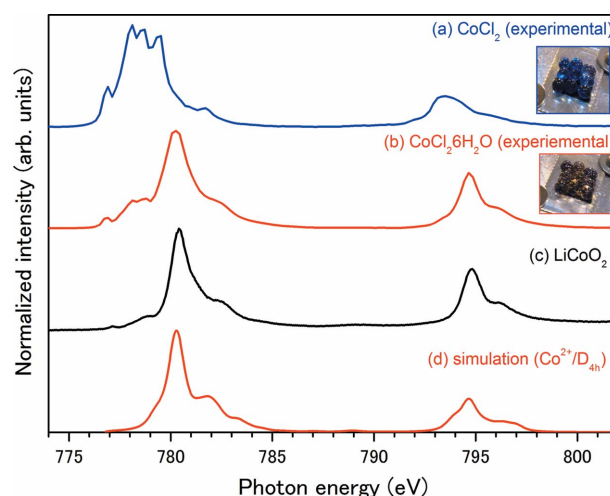 (a) CoCl₂ (experimental)
(b) CoCl₂6H₂O (experiemental)
(c) LiCoO₂
(d) simulation (Co²⁺/D₄ₕ)
Normalized intensity (arb. units)
775 780 785 790 795 800
Photon energy (eV)